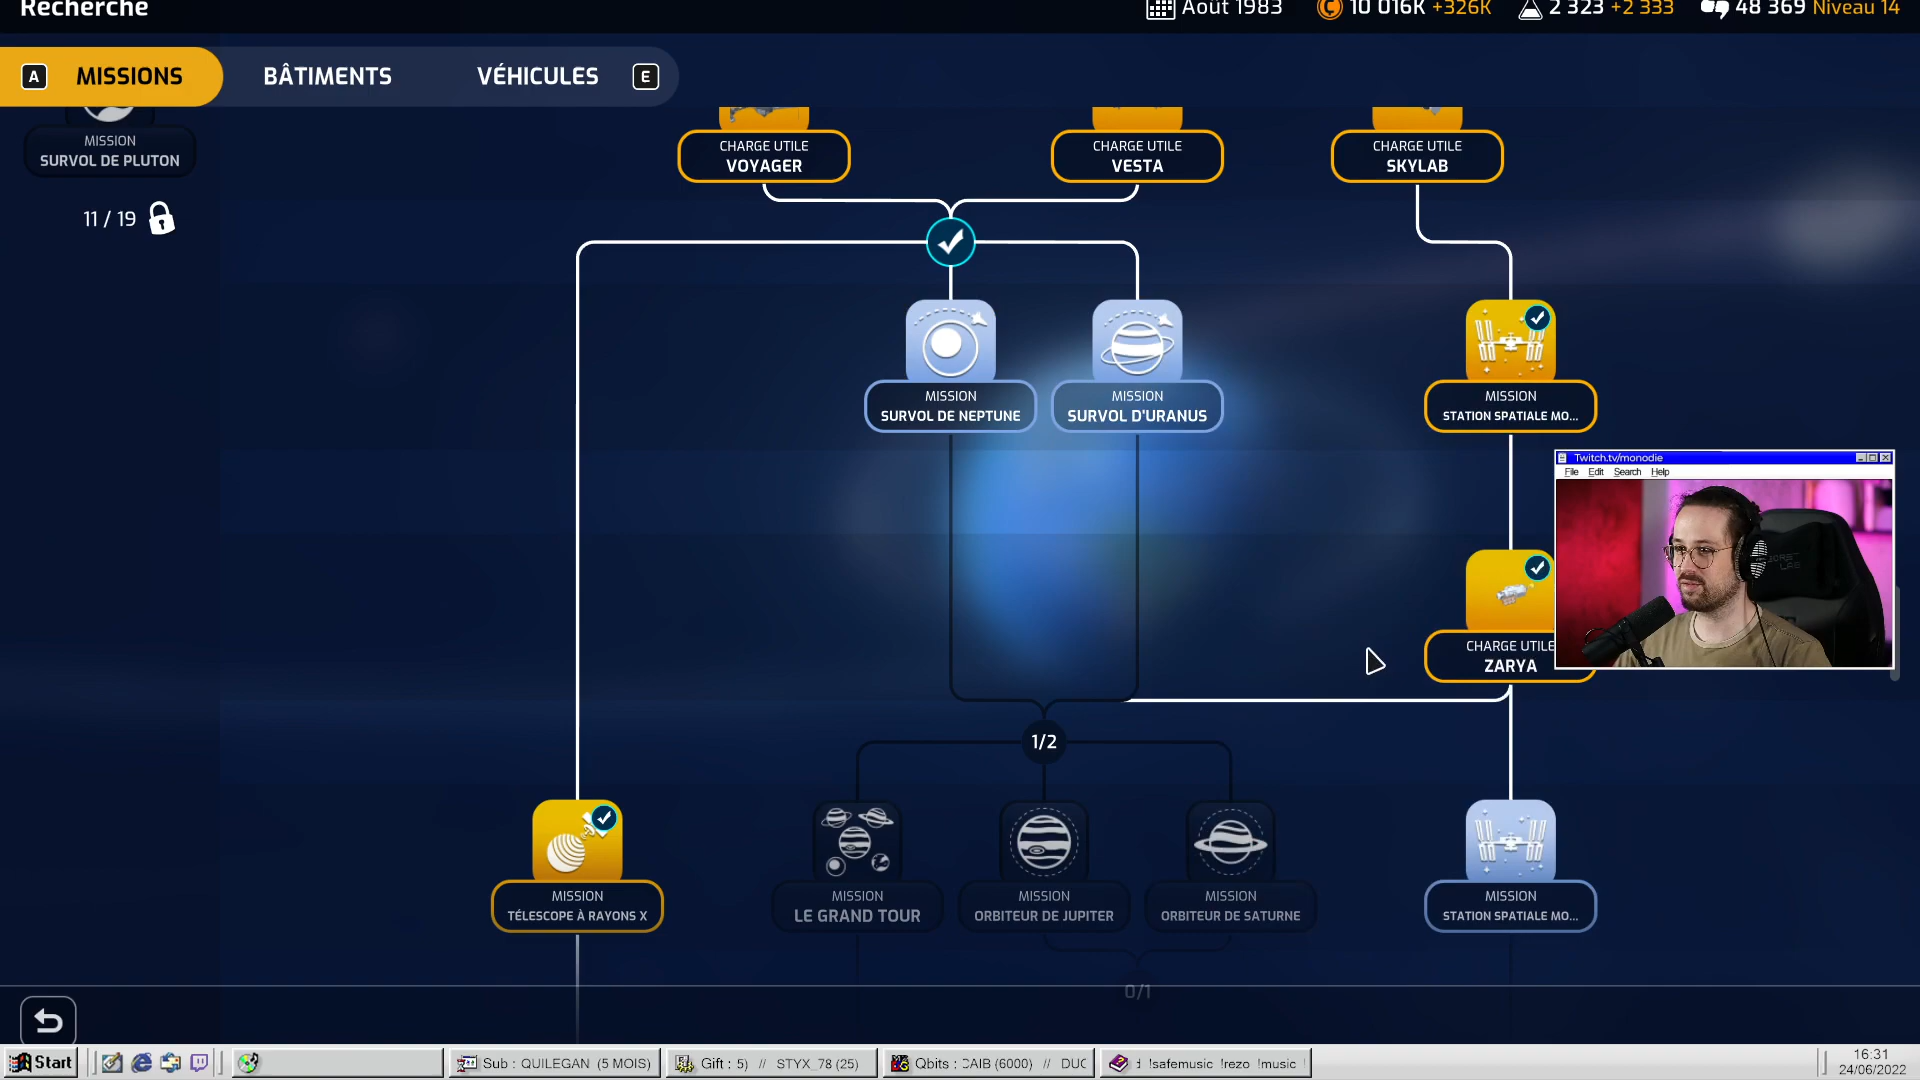 Recherche
Août 1983
10 016K +326K
2 323 +2 333
48 369 Niveau 14
A MISSIONS
BÂTIMENTS
VÉHICULES E
MISSION
SURVOL DE PLUTON
11 / 19
CHARGE UTILE
VOYAGER
CHARGE UTILE
VESTA
CHARGE UTILE
SKYLAB
MISSION
SURVOL DE NEPTUNE
MISSION
SURVOL D'URANUS
MISSION
STATION SPATIALE MO...
Twitch.tv/monodie
File Edit Search Help
CHARGE UTILE
ZARYA
1/2
MISSION
TÉLESCOPE À RAYONS X
MISSION
LE GRAND TOUR
MISSION
ORBITEUR DE JUPITER
MISSION
ORBITEUR DE SATURNE
MISSION
STATION SPATIALE MO...
0/1
Start
Sub : QUILEGAN (5 MOIS)
Gift : 5) // STYX_78 (25)
Qbits : CAIB (6000) // DUC
!safemusic !rezo !music
16:31
24/06/2022